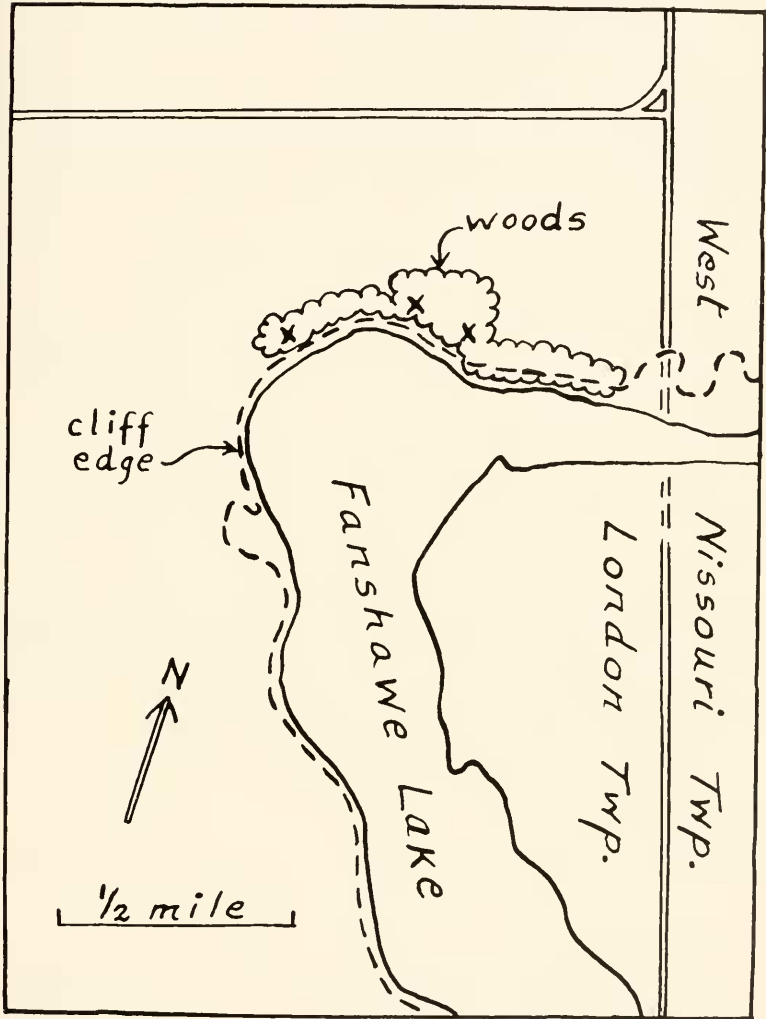 woods
West
cliff
edge
Fanshawe Lake
London Twp.
Nissouri Twp.
N
1/2 mile